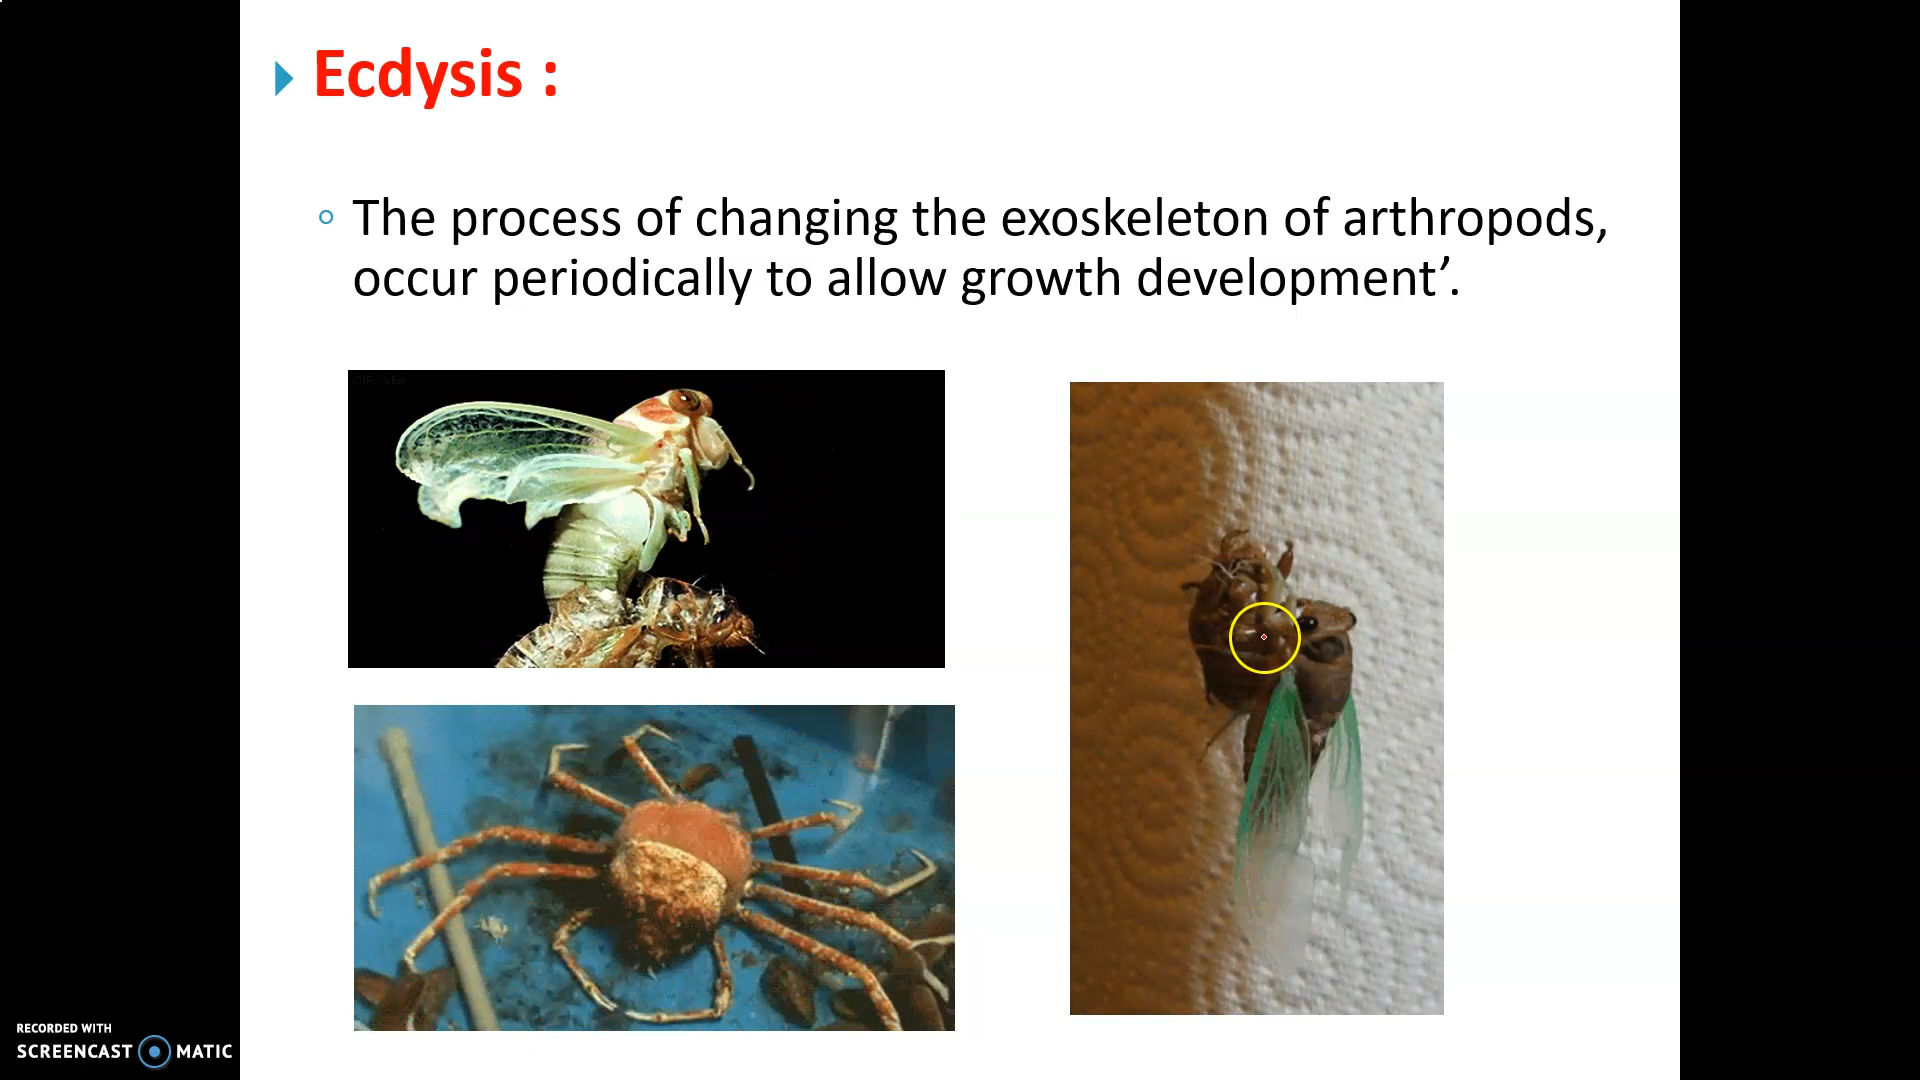 Ecdysis :
The process of changing the exoskeleton of arthropods,
occur periodically to allow growth development’.
RECORDED WITH
SCREENCAST MATIC